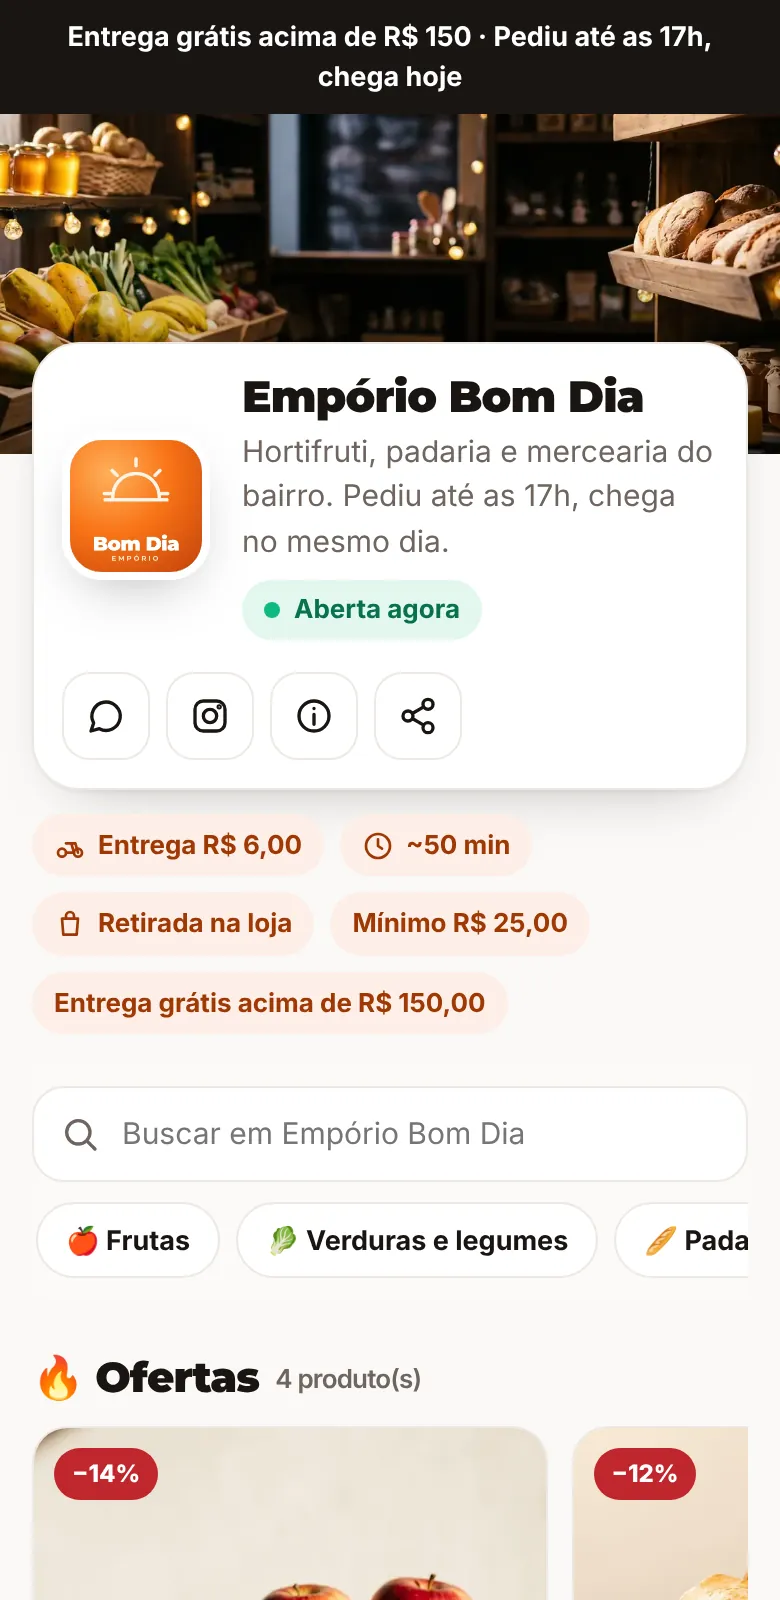 Entrega grátis acima de R$ 150 · Pediu até as 17h,
chega hoje
Empório Bom Dia
Hortifruti, padaria e mercearia do
bairro. Pediu até as 17h, chega
no mesmo dia.
Bom Dia
EMPÓRIO
Aberta agora
Entrega R$ 6,00
~50 min
Retirada na loja
Mínimo R$ 25,00
Entrega grátis acima de R$ 150,00
Buscar em Empório Bom Dia
Frutas
Verduras e legumes
Pada
Ofertas 4 produto(s)
−14%
−12%